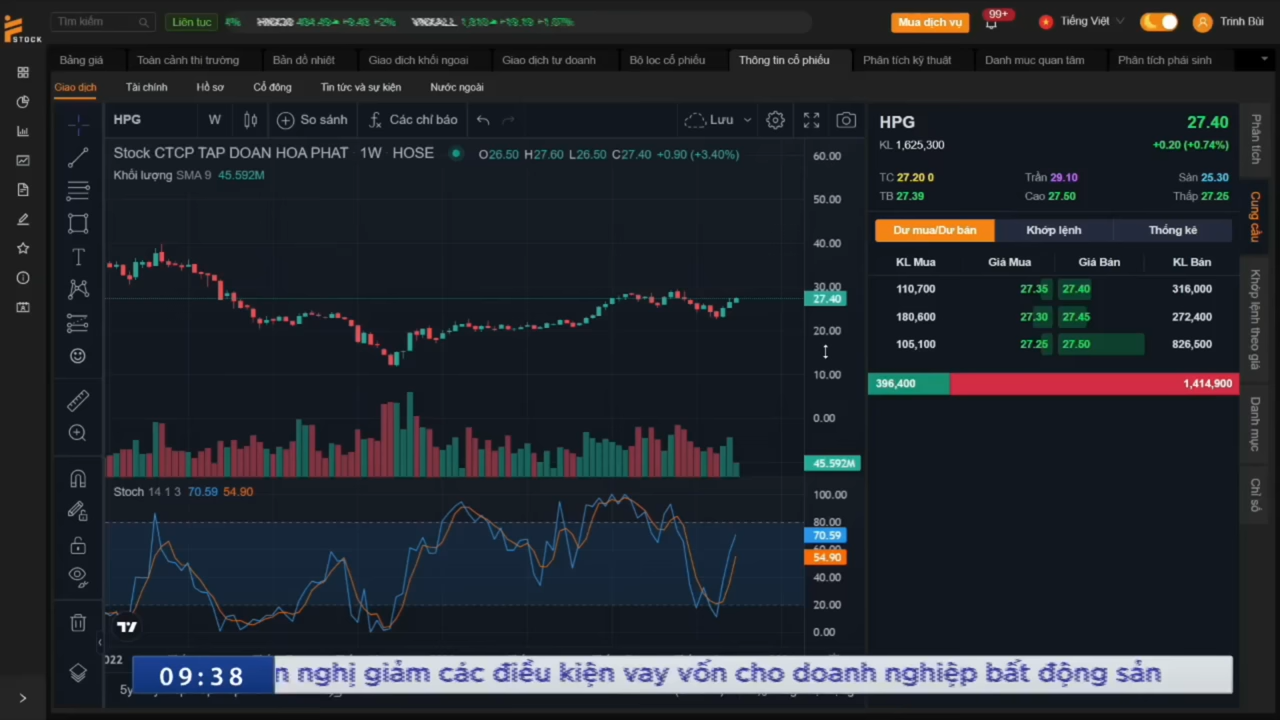 STOCK
Tìm kiếm
Liên tục
Mua dịch vụ
99+
Tiếng Việt
Trinh Bùi
Bảng giá
Toàn cảnh thị trường
Bản đồ nhiệt
Giao dịch khối ngoại
Giao dịch tự doanh
Bộ lọc cổ phiếu
Thông tin cổ phiếu
Phân tích kỹ thuật
Danh mục quan tâm
Phân tích phái sinh
Giao dịch
Tài chính
Hồ sơ
Cổ đông
Tin tức và sự kiện
Nước ngoài
HPG
W
So sánh
Các chỉ báo
Lưu
Stock CTCP TAP DOAN HOA PHAT · 1W · HOSE
O26.50 H27.60 L26.50 C27.40 +0.90 (+3.40%)
Khối lượng SMA 9 45.592M
60.00
50.00
40.00
30.00
27.40
20.00
10.00
0.00
45.592M
Stoch 14 1 3 70.59 54.90
100.00
80.00
70.59
54.90
40.00
20.00
0.00
HPG
27.40
KL 1,625,300
+0.20 (+0.74%)
TC 27.20 0
Trần 29.10
Sàn 25.30
TB 27.39
Cao 27.50
Thấp 27.25
Dư mua/Dư bán
Khớp lệnh
Thống kê
KL Mua
Giá Mua
Giá Bán
KL Bán
110,700
27.35
27.40
316,000
180,600
27.30
27.45
272,400
105,100
27.25
27.50
826,500
396,400
1,414,900
Phân tích
Cung cầu
Khớp lệnh theo giá
Danh mục
Chỉ số
2022
09:38
nghị giảm các điều kiện vay vốn cho doanh nghiệp bất động sản